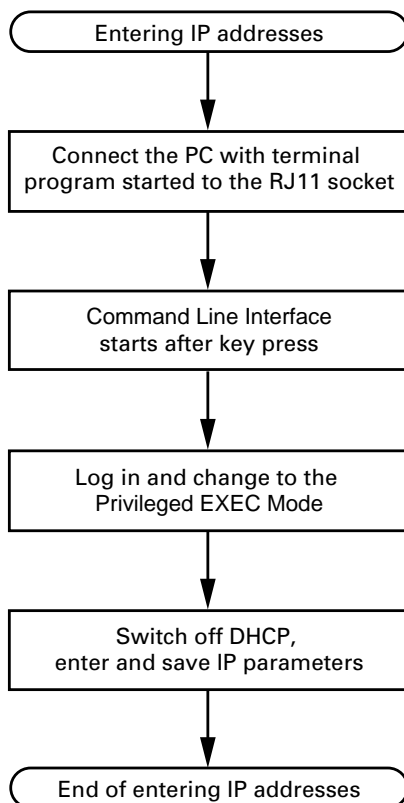 Entering IP addresses
Connect the PC with terminal
program started to the RJ11 socket
Command Line Interface
starts after key press
Log in and change to the
Privileged EXEC Mode
Switch off DHCP,
enter and save IP parameters
End of entering IP addresses